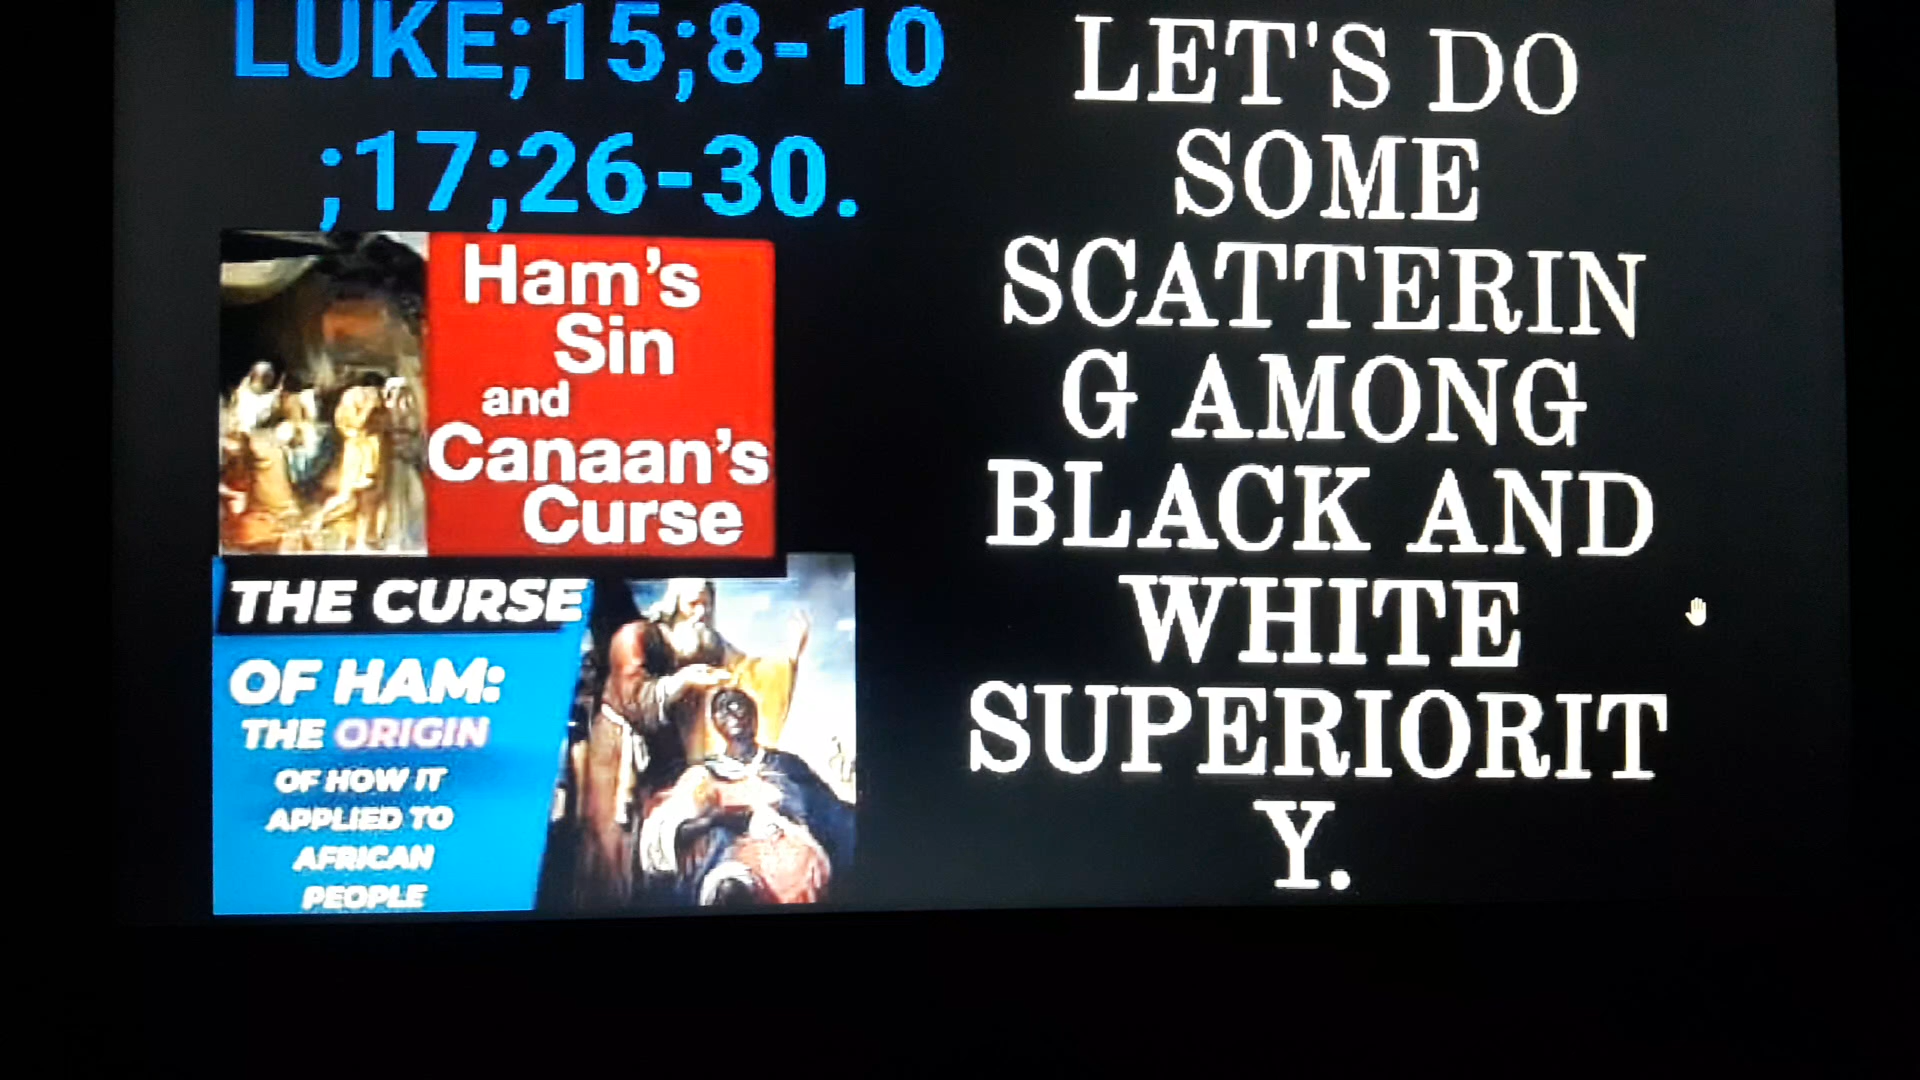 LUKE;15;8-10
;17;26-30.
Ham's
Sin
and
Canaan's
Curse
THE CURSE
OF HAM:
THE ORIGIN
OF HOW IT
APPLIED TO
AFRICAN
PEOPLE
LET'S DO
SOME
SCATTERIN
G AMONG
BLACK AND
WHITE
SUPERIORIT
Y.